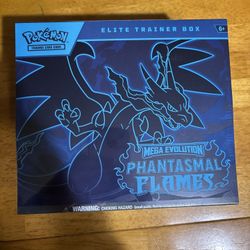 POKÉMON
TRADING CARD GAME
ELITE TRAINER BOX
6+
MEGA EVOLUTION
PHANTASMAL
FLAMES
WARNING: CHOKING HAZARD